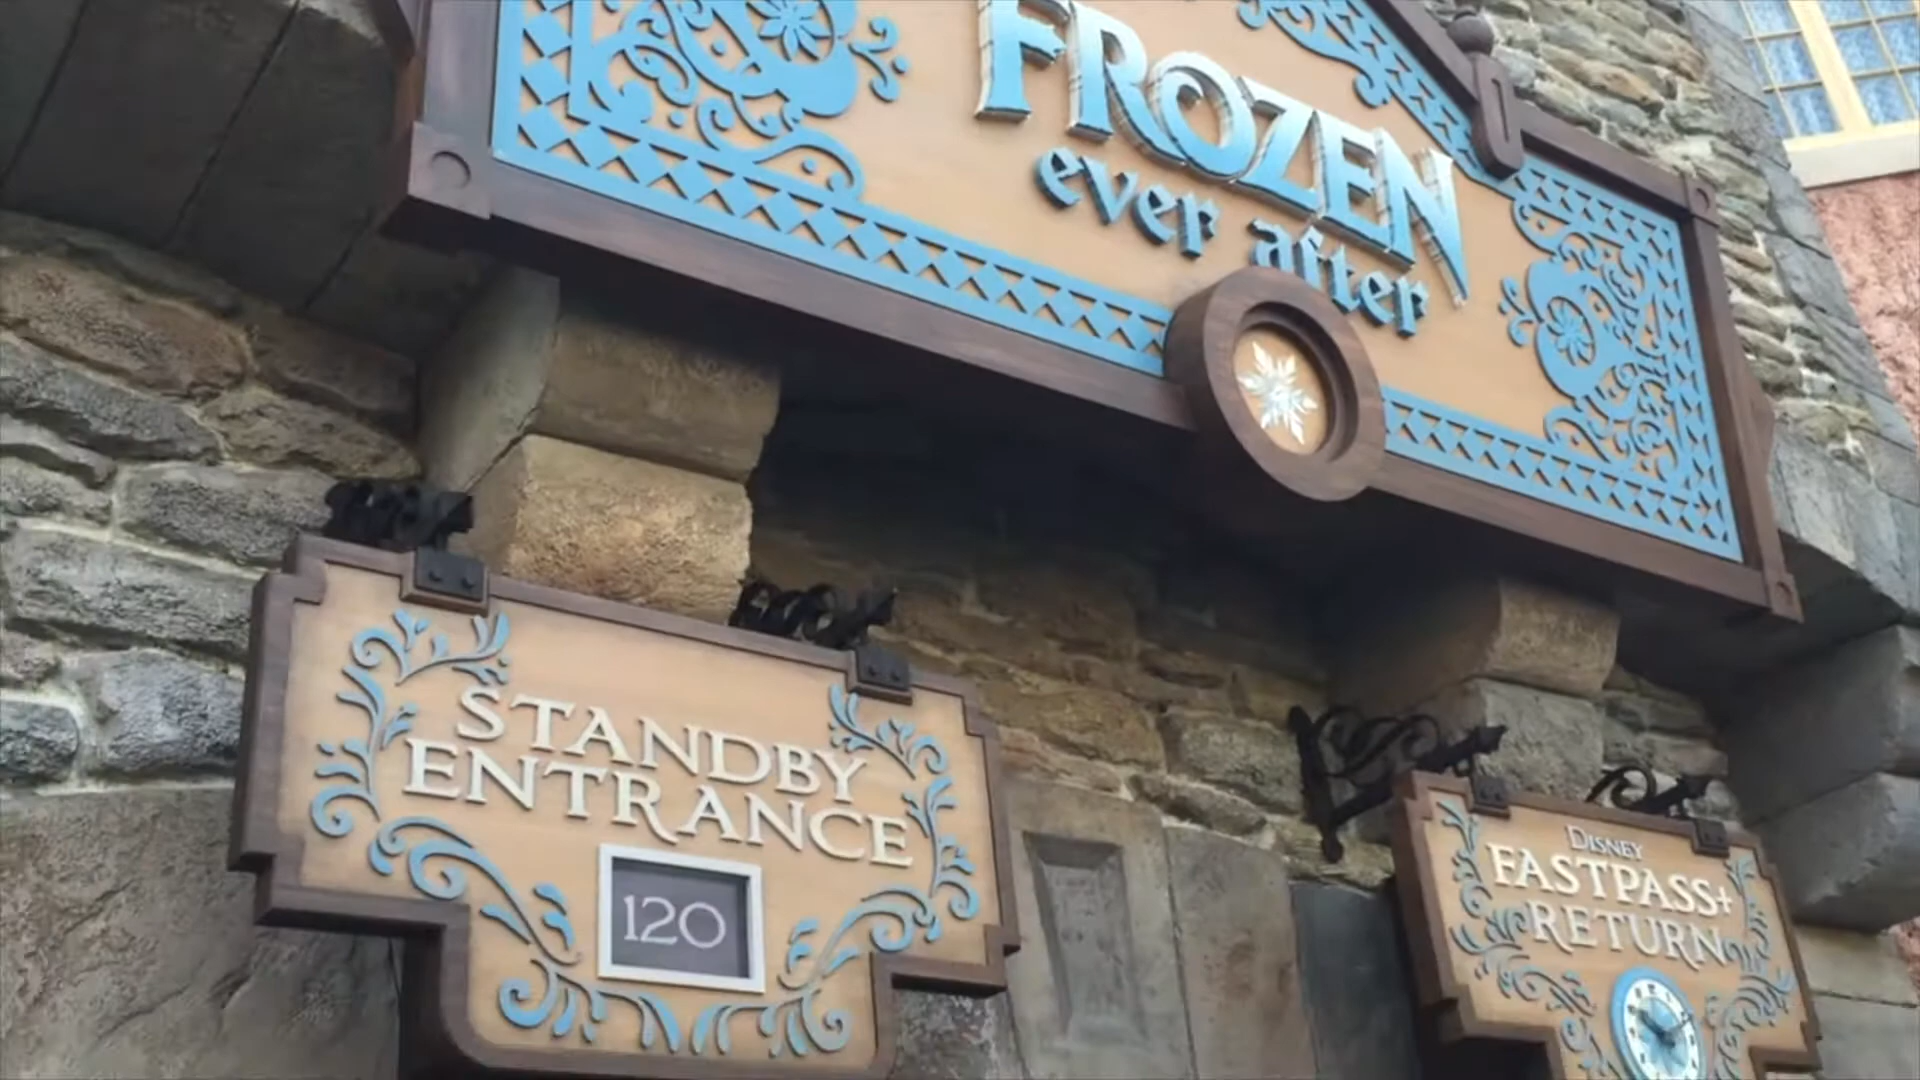 FROZEN
ever after
STANDBY
ENTRANCE
120
DISNEY
FASTPASS+
RETURN